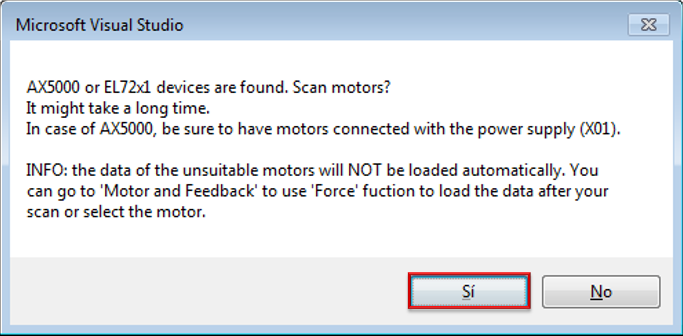 Microsoft Visual Studio
AX5000 or EL72x1 devices are found. Scan motors?
It might take a long time.
In case of AX5000, be sure to have motors connected with the power supply (X01).
INFO: the data of the unsuitable motors will NOT be loaded automatically. You
can go to 'Motor and Feedback' to use 'Force' fuction to load the data after your
scan or select the motor.
Sí
No